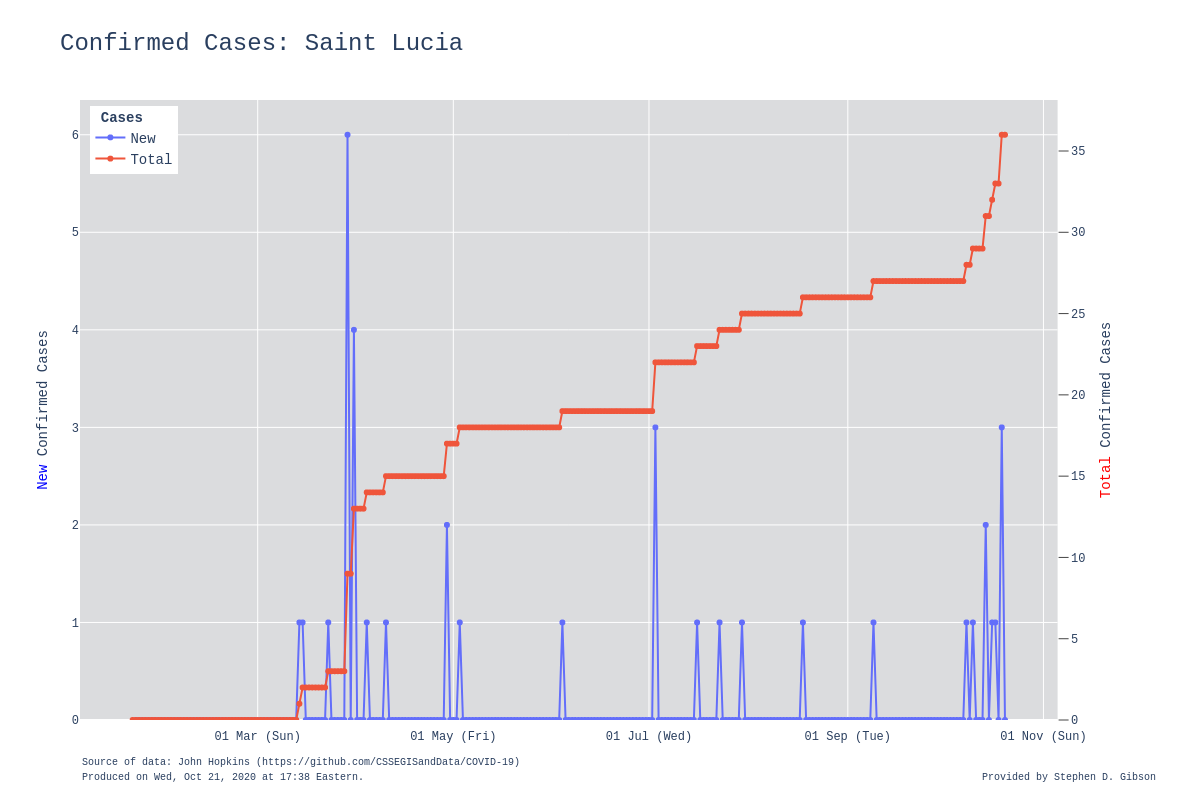 Confirmed Cases: Saint Lucia
Cases
New
Total
6
5
4
3
2
1
0
New Confirmed Cases
35
30
25
20
15
10
5
0
Total Confirmed Cases
01 Mar (Sun) 01 May (Fri) 01 Jul (Wed) 01 Sep (Tue) 01 Nov (Sun)
Source of data: John Hopkins (https://github.com/CSSEGISandData/COVID-19)
Produced on Wed, Oct 21, 2020 at 17:38 Eastern.
Provided by Stephen D. Gibson